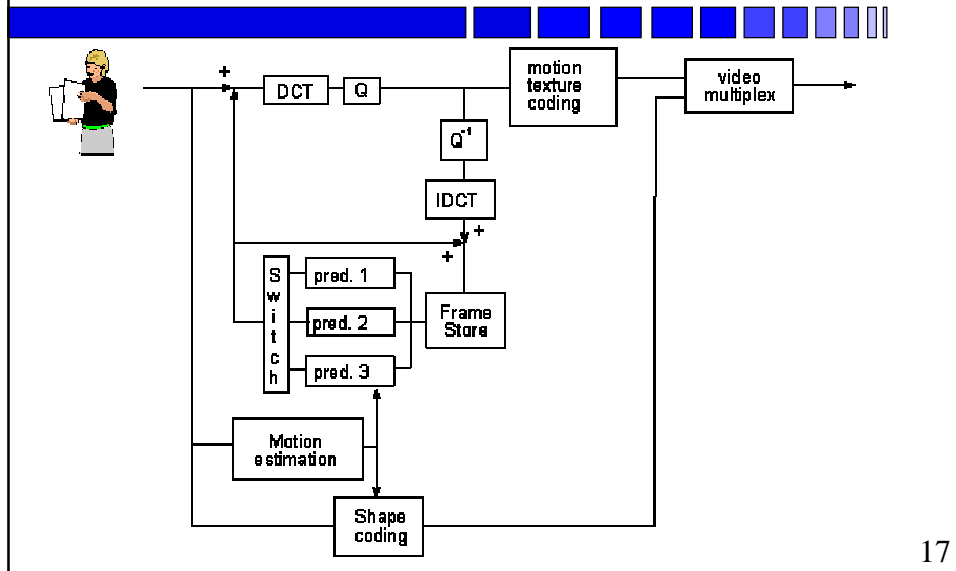 +
DCT
Q
motion
texture
coding
video
multiplex
Q⁻¹
IDCT
+
+
Switch
pred. 1
pred. 2
pred. 3
Frame
Store
Motion
estimation
Shape
coding
17